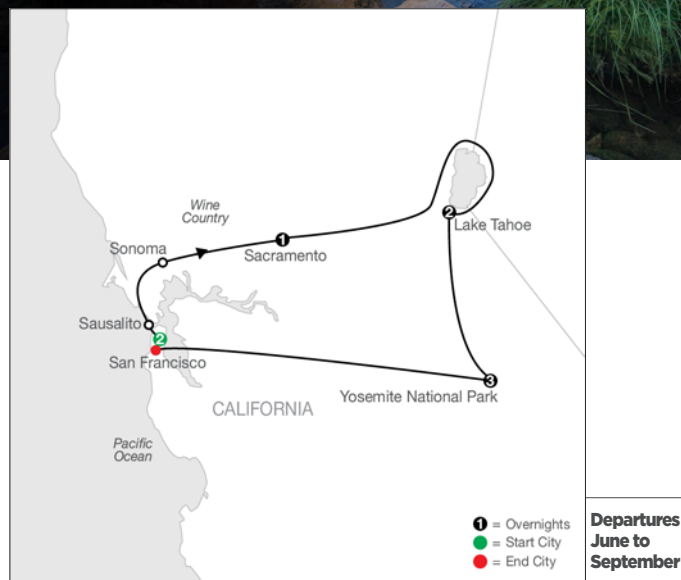 Wine
Country
Sonoma
1
Sacramento
2
Lake Tahoe
Sausalito
2
San Francisco
3
Yosemite National Park
CALIFORNIA
Pacific
Ocean
1 = Overnights
= Start City
= End City
Departures
June to
September